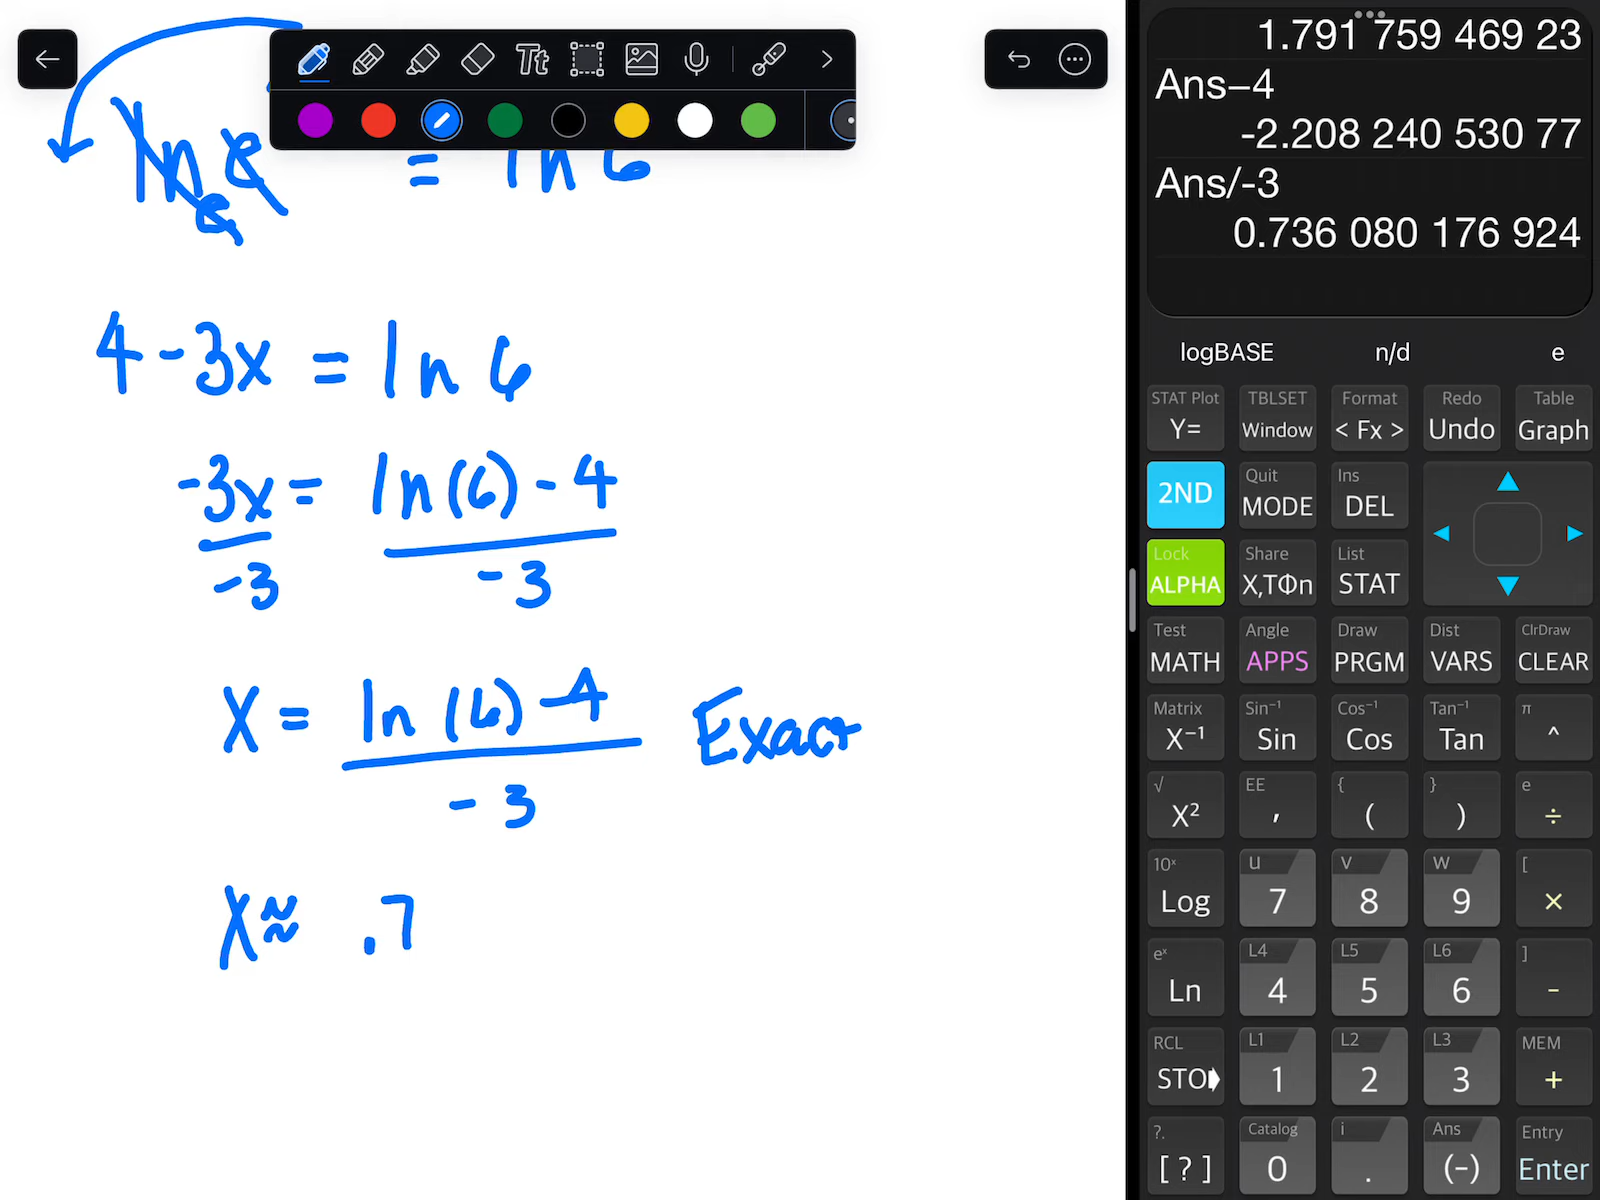 Tt
ln e = ln 6
e
4 - 3x = ln 6
-3x = ln(6) - 4
-3 -3
x = ln (6) - 4 Exact
-3
x ≈ .7
1.791 759 469 23
Ans–4
-2.208 240 530 77
Ans/-3
0.736 080 176 924
logBASE n/d e
STAT Plot TBLSET Format Redo Table
Y= Window < Fx > Undo Graph
Quit Ins
2ND MODE DEL
Lock Share List
ALPHA X,TΦn STAT
Test Angle Draw Dist ClrDraw
MATH APPS PRGM VARS CLEAR
Matrix Sin⁻¹ Cos⁻¹ Tan⁻¹ π
X⁻¹ Sin Cos Tan ^
√ EE { } e
X² , ( ) ÷
10ˣ u v w [
Log 7 8 9 ×
eˣ L4 L5 L6 ]
Ln 4 5 6 -
RCL L1 L2 L3 MEM
STO 1 2 3 +
?. Catalog i Ans Entry
[ ? ] 0 . (-) Enter